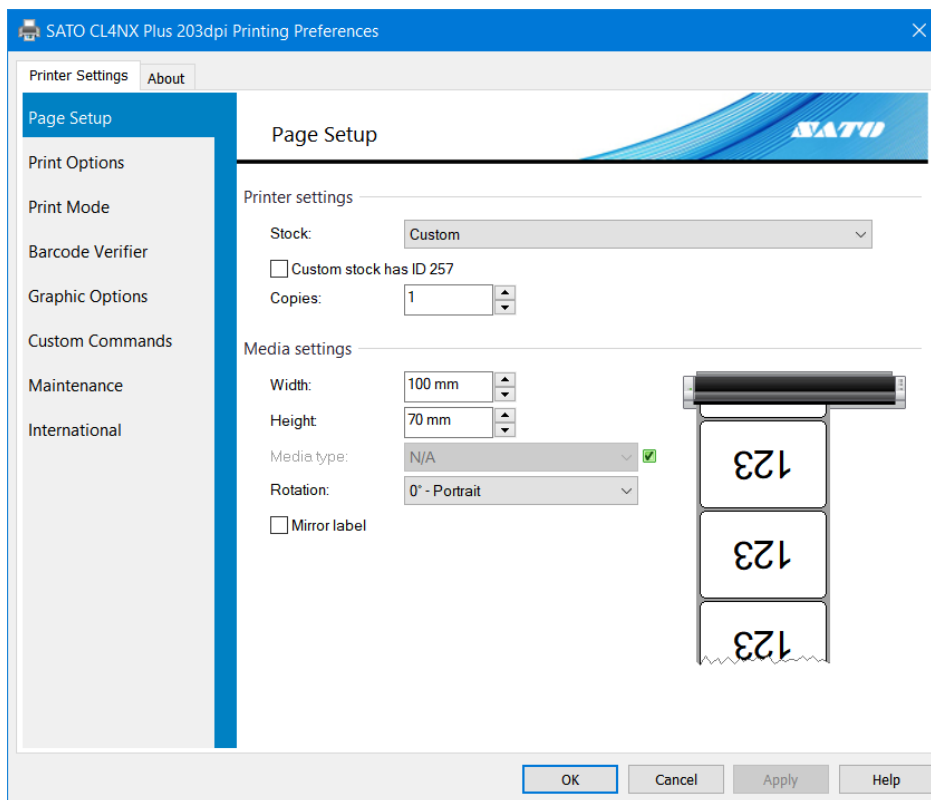 SATO CL4NX Plus 203dpi Printing Preferences
Printer Settings
About
Page Setup
Print Options
Print Mode
Barcode Verifier
Graphic Options
Custom Commands
Maintenance
International
Page Setup
SATO
Printer settings
Stock: Custom
Custom stock has ID 257
Copies: 1
Media settings
Width: 100 mm
Height: 70 mm
Media type: N/A
Rotation: 0° - Portrait
Mirror label
123
123
123
OK Cancel Apply Help